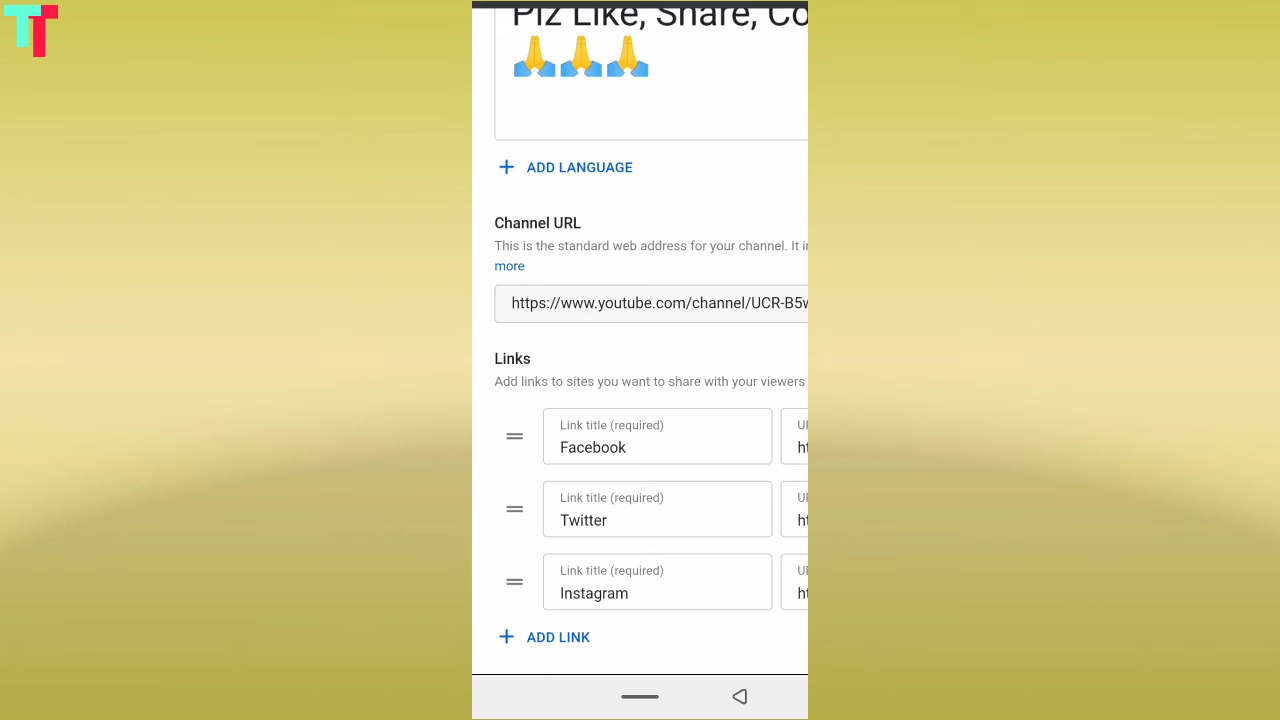 TT
Plz Like, Share, Co
🙏🙏🙏
+ ADD LANGUAGE
Channel URL
This is the standard web address for your channel. It
more
https://www.youtube.com/channel/UCR-B5
Links
Add links to sites you want to share with your viewers
Link title (required)
Facebook
Link title (required)
Twitter
Link title (required)
Instagram
+ ADD LINK